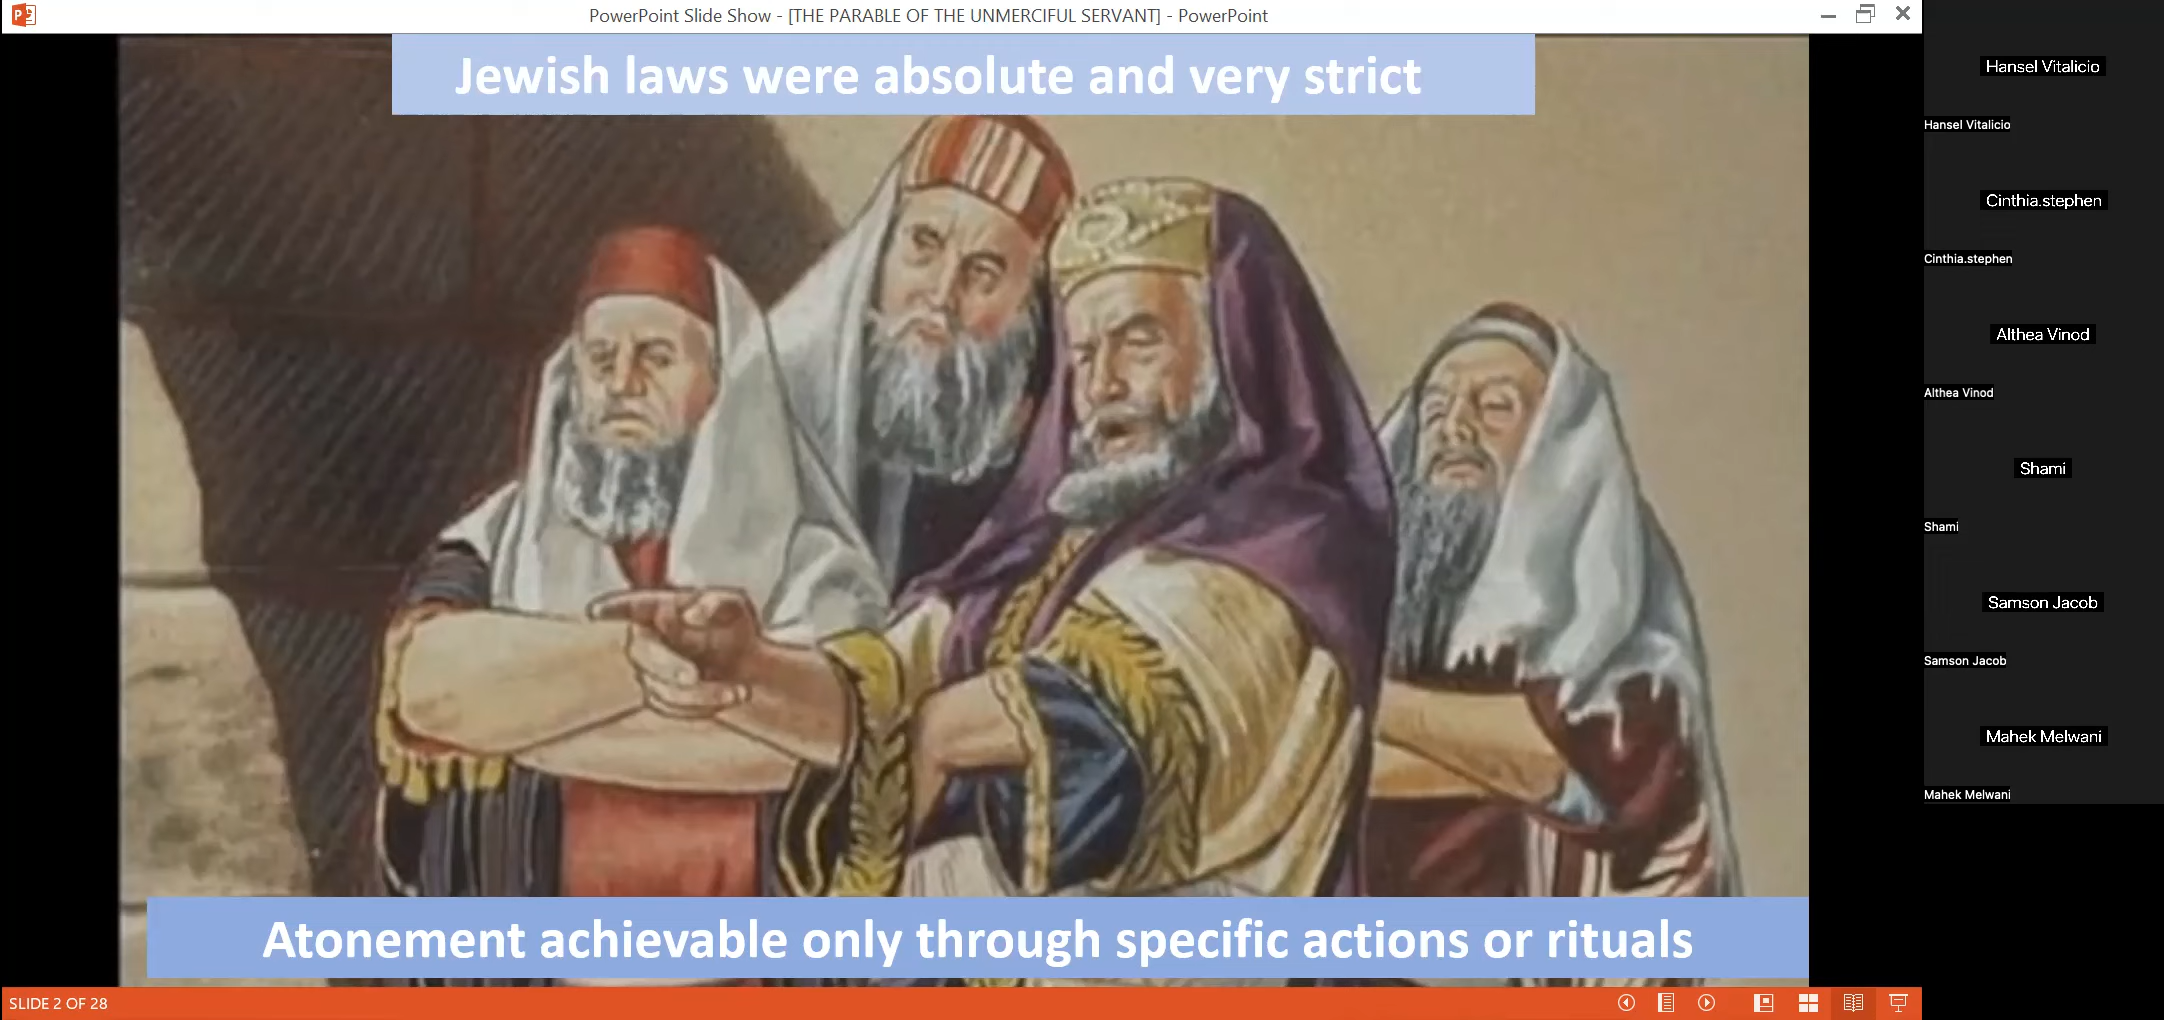 PowerPoint Slide Show - [THE PARABLE OF THE UNMERCIFUL SERVANT] - PowerPoint
Jewish laws were absolute and very strict
Atonement achievable only through specific actions or rituals
SLIDE 2 OF 28
Hansel Vitalicio
Hansel Vitalicio
Cinthia.stephen
Cinthia.stephen
Althea Vinod
Althea Vinod
Shami
Shami
Samson Jacob
Samson Jacob
Mahek Melwani
Mahek Melwani